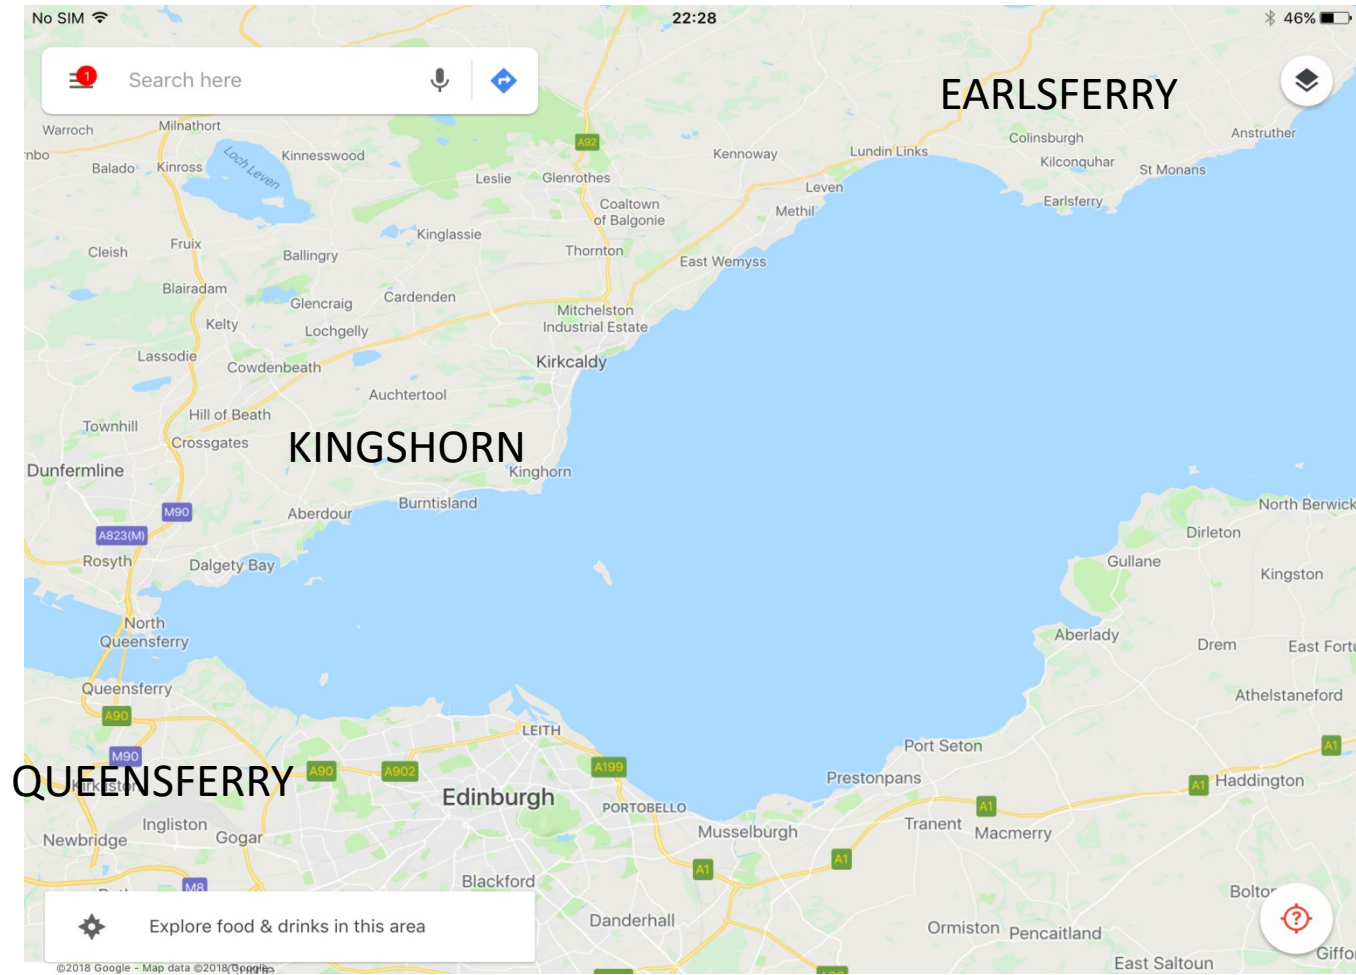 No SIM
22:28
46%
1
Search here
EARLSFERRY
Warroch
Milnathort
Kinnesswood
Loch Leven
Balado
Kinross
A92
Leslie
Glenrothes
Kennoway
Lundin Links
Colinsburgh
Kilconquhar
Anstruther
St Monans
Leven
Methil
Earlsferry
Coaltown
of Balgonie
Cleish
Fruix
Ballingry
Kinglassie
Thornton
East Wemyss
Blairadam
Glencraig
Cardenden
Kelty
Lochgelly
Mitchelston
Industrial Estate
Lassodie
Cowdenbeath
Kirkcaldy
Auchtertool
Townhill
Hill of Beath
Crossgates
KINGSHORN
Dunfermline
Kinghorn
M90
Aberdour
Burntisland
North Berwick
A823(M)
Rosyth
Dalgety Bay
Dirleton
Gullane
Kingston
North
Queensferry
Aberlady
Drem
East Fortu
Queensferry
A90
Athelstaneford
LEITH
M90
A90
A902
A199
Port Seton
A1
QUEENSFERRY
Edinburgh
PORTOBELLO
Prestonpans
A1
Haddington
Ingliston
Newbridge
Gogar
Musselburgh
Tranent
A1
Macmerry
A1
A1
M8
Blackford
Bolton
Explore food & drinks in this area
Danderhall
Ormiston
Pencaitland
East Saltoun
Giffo
©2018 Google - Map data ©2018 Google